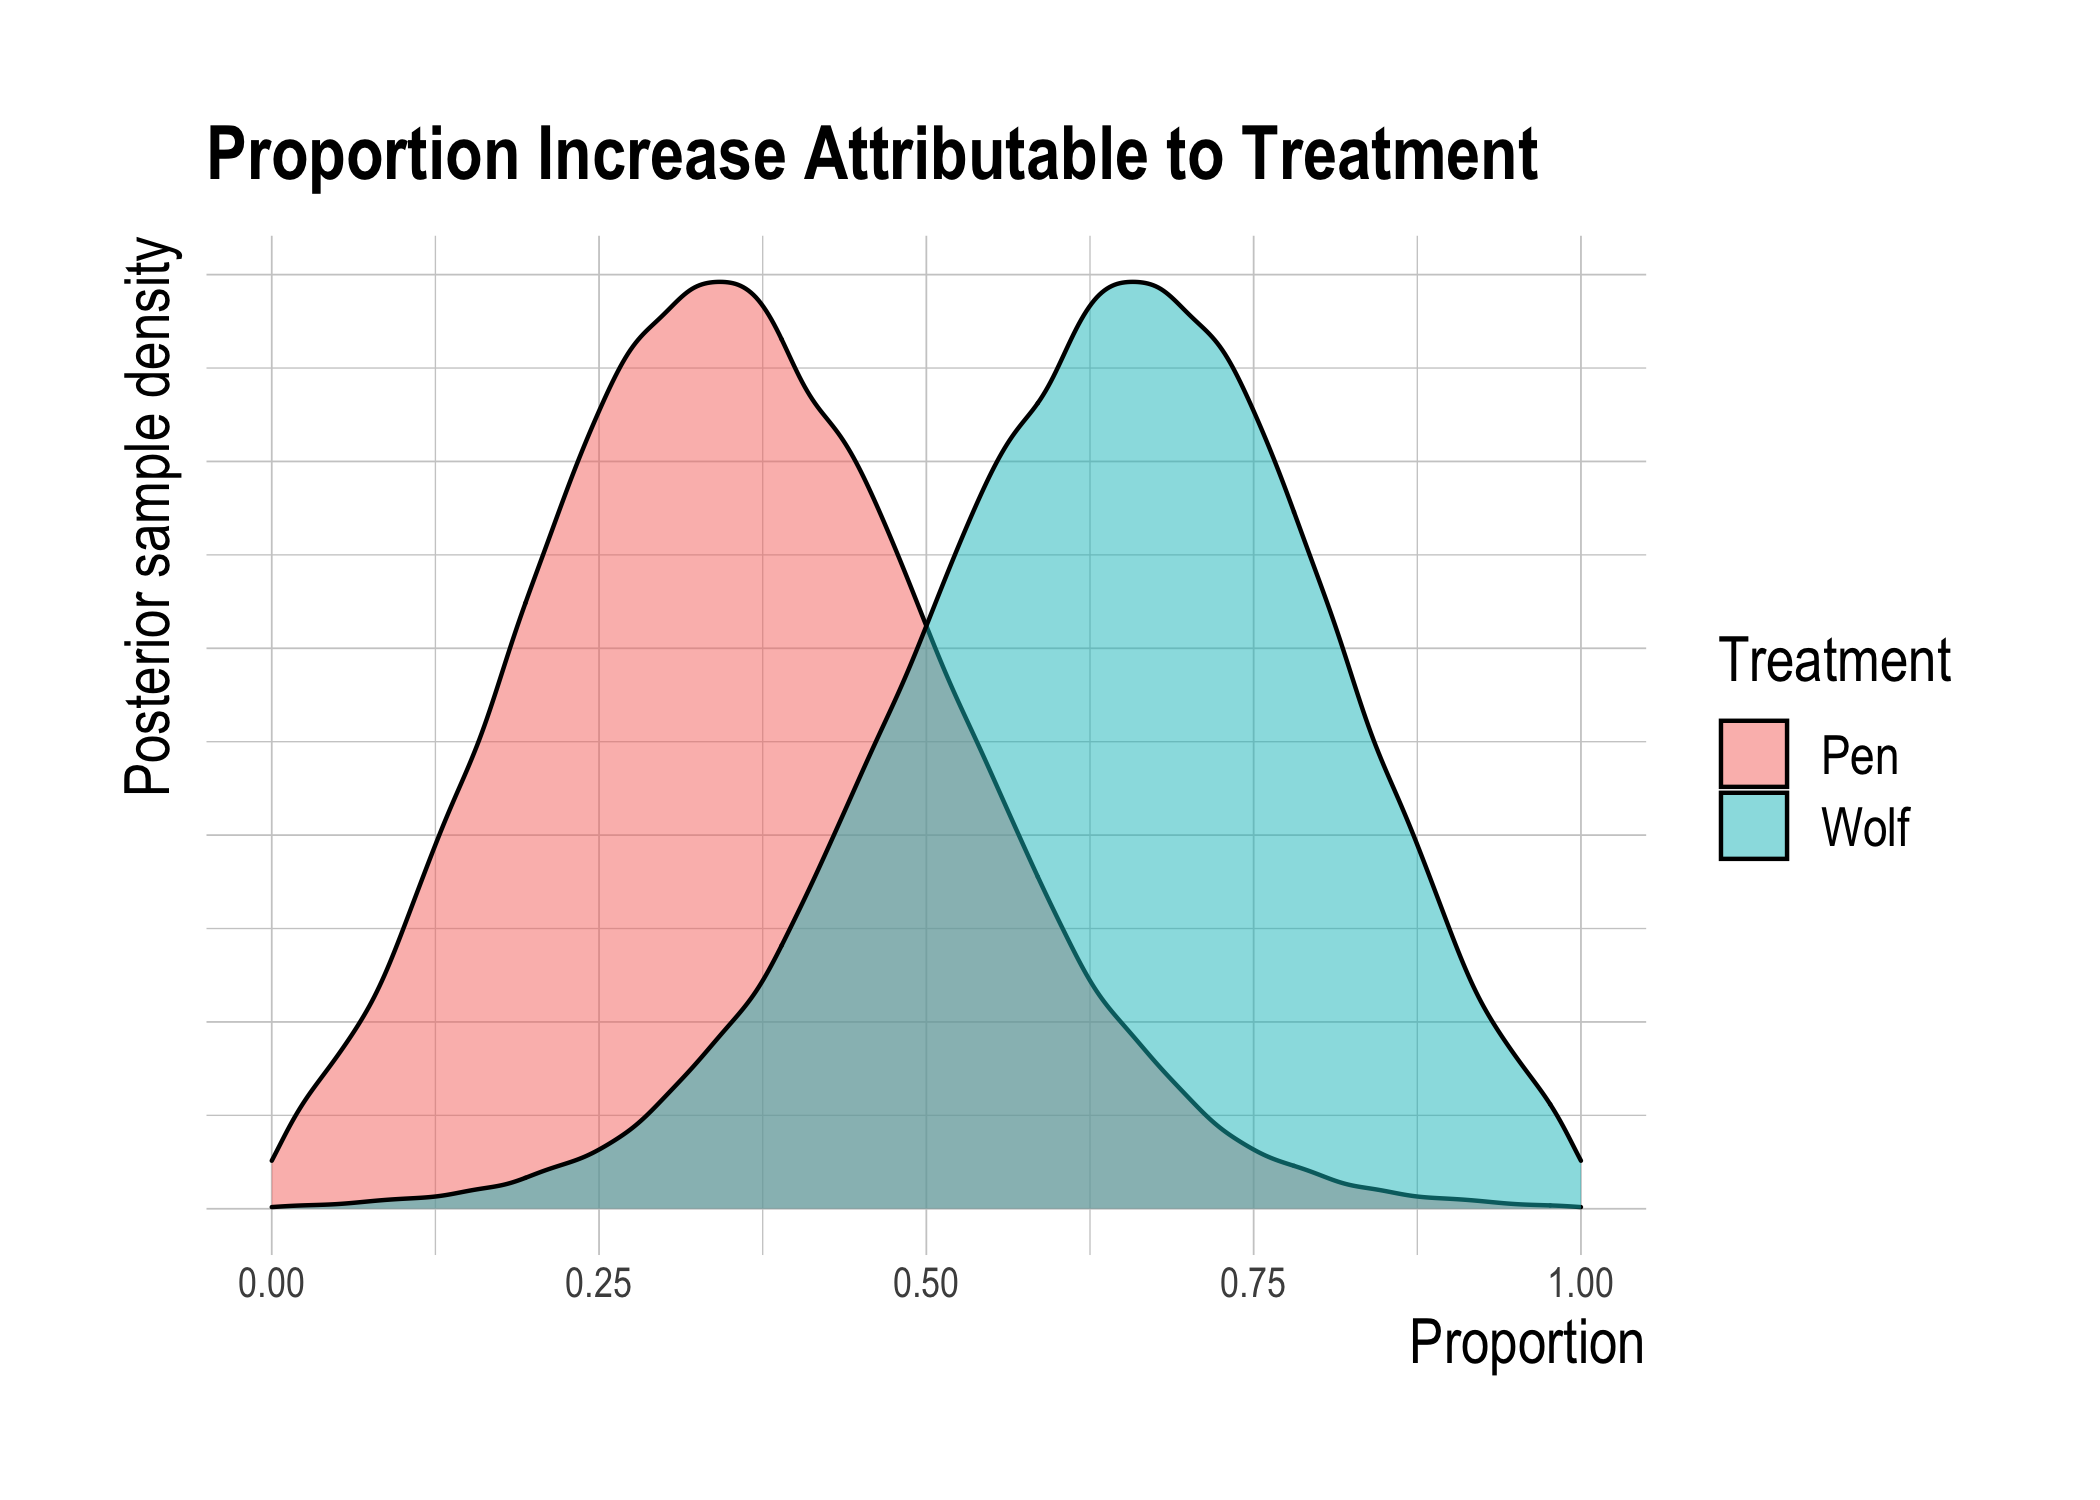 Proportion Increase Attributable to Treatment
Posterior sample density
Treatment
Pen
Wolf
0.00 0.25 0.50 0.75 1.00
Proportion